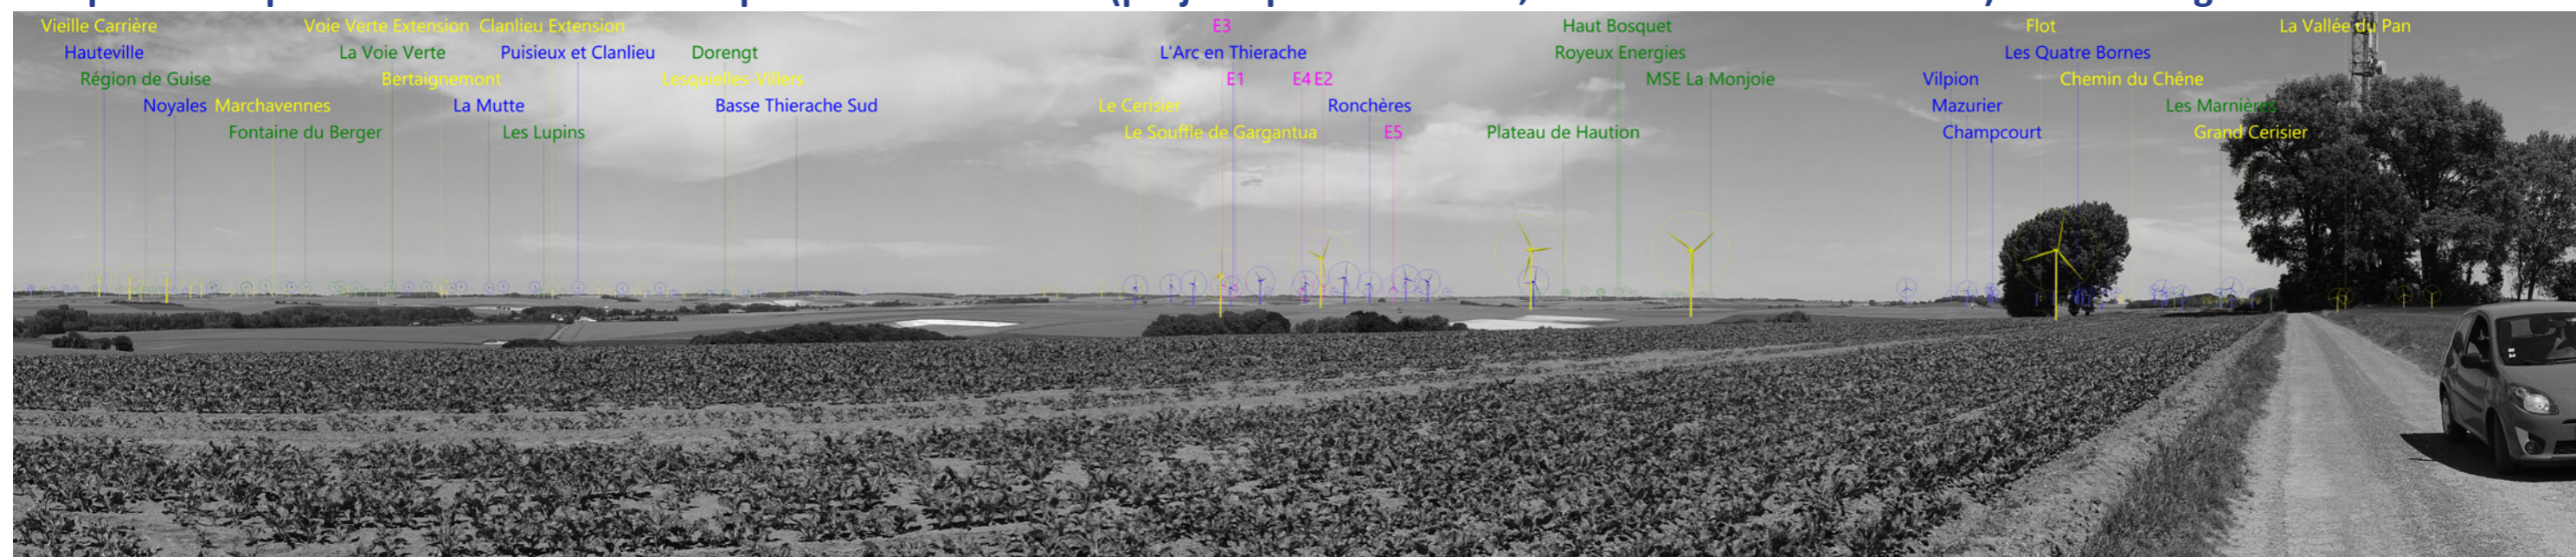 Vieille Carrière Voie Verte Extension Clanlieu Extension E3 Haut Bosquet Flot La Vallée du Pan
Hauteville La Voie Verte Puisieux et Clanlieu Dorengt L'Arc en Thierache Royeux Energies Les Quatre Bornes
Région de Guise Bertaignemont Lesquielles-Villers E1 E4 E2 MSE La Monjoie Vilpion Chemin du Chêne
Noyales Marchavennes La Mutte Basse Thierache Sud Le Cerisier Ronchères Mazurier Les Marnières
Fontaine du Berger Les Lupins Le Souffle de Gargantua E5 Plateau de Haution Champcourt Grand Cerisier